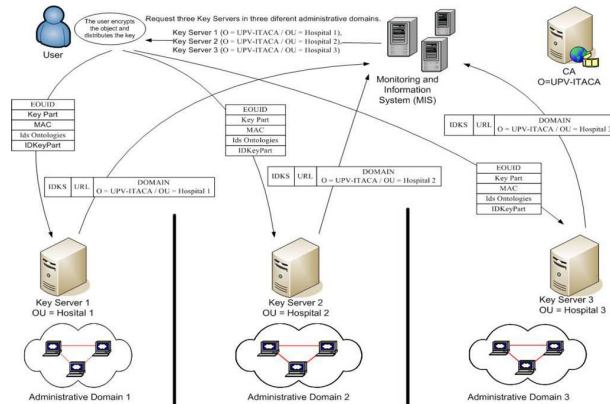 The user encrypts
the object and
distributes the key
Request three Key Servers in three diferent administrative domains.
Key Server 1 (O = UPV-ITACA / OU = Hospital 1),
Key Server 2 (O = UPV-ITACA / OU = Hospital 2),
Key Server 3 (O = UPV-ITACA / OU = Hospital 3)
User
Monitoring and
Information
System (MIS)
CA
O=UPV-ITACA
EOUID
Key Part
MAC
Ids Ontologies
IDKeyPart
EOUID
Key Part
MAC
Ids Ontologies
IDKeyPart
IDKS
URL
DOMAIN
O = UPV-ITACA / OU = Hospital 3
IDKS
URL
DOMAIN
O = UPV-ITACA / OU = Hospital 1
IDKS
URL
DOMAIN
O = UPV-ITACA / OU = Hospital 2
EOUID
Key Part
MAC
Ids Ontologies
IDKeyPart
Key Server 1
OU = Hosital 1
Key Server 2
OU = Hospital 2
Key Server 3
OU = Hospital 3
Administrative Domain 1
Administrative Domain 2
Administrative Domain 3